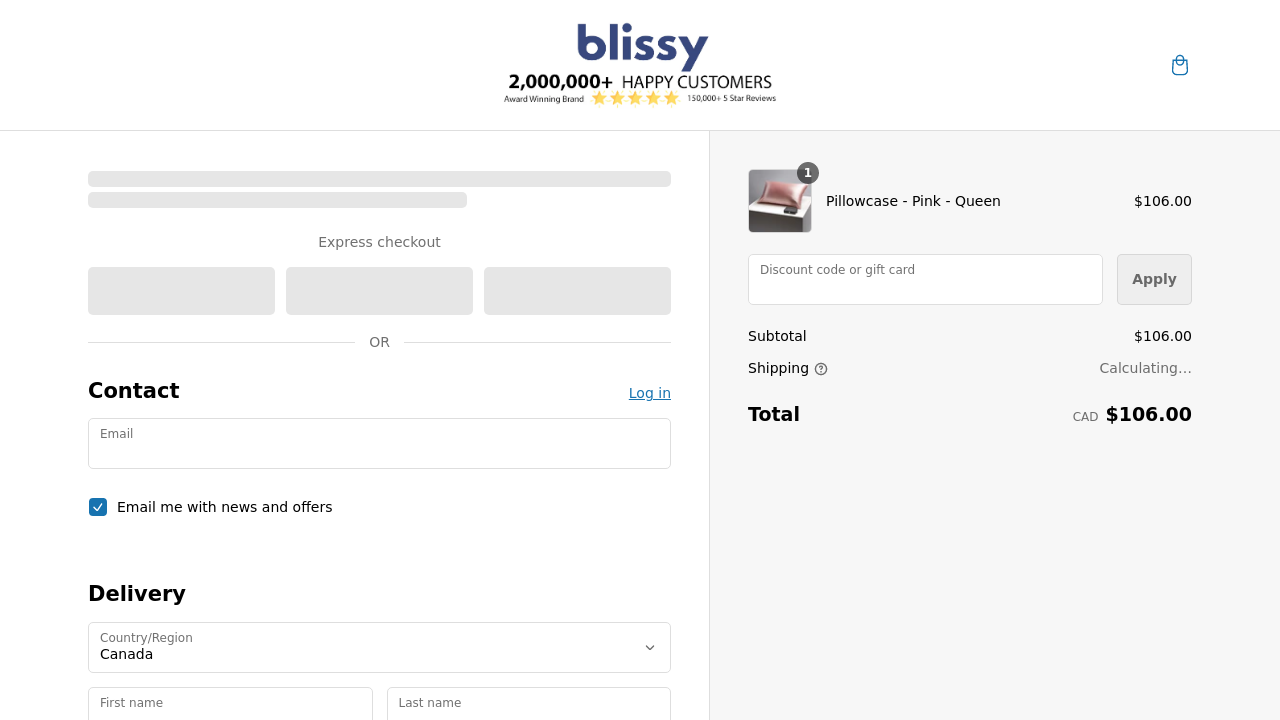 blissy
2,000,000+ HAPPY CUSTOMERS
Award Winning Brand 150,000+ 5 Star Reviews
Express checkout
OR
Contact
Log in
Email
Email me with news and offers
Delivery
Country/Region
Canada
First name
Last name
1
Pillowcase - Pink - Queen
$106.00
Discount code or gift card
Apply
Subtotal
$106.00
Shipping
Calculating...
Total
CAD $106.00